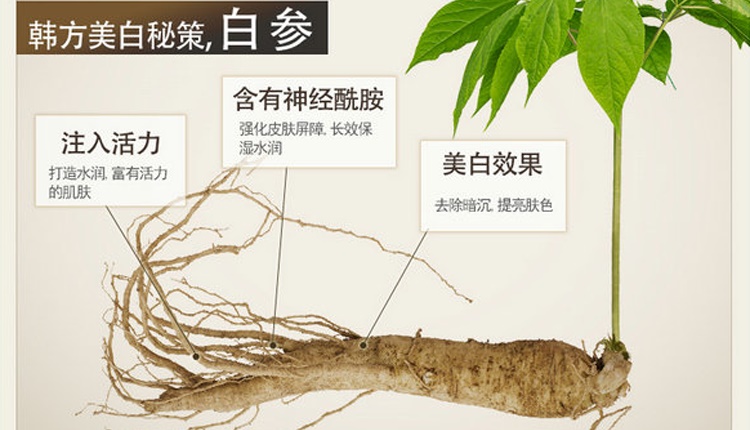 韩方美白秘策,白参
含有神经酰胺
强化皮肤屏障, 长效保
湿水润
注入活力
打造水润, 富有活力
的肌肤
美白效果
去除暗沉, 提亮肤色